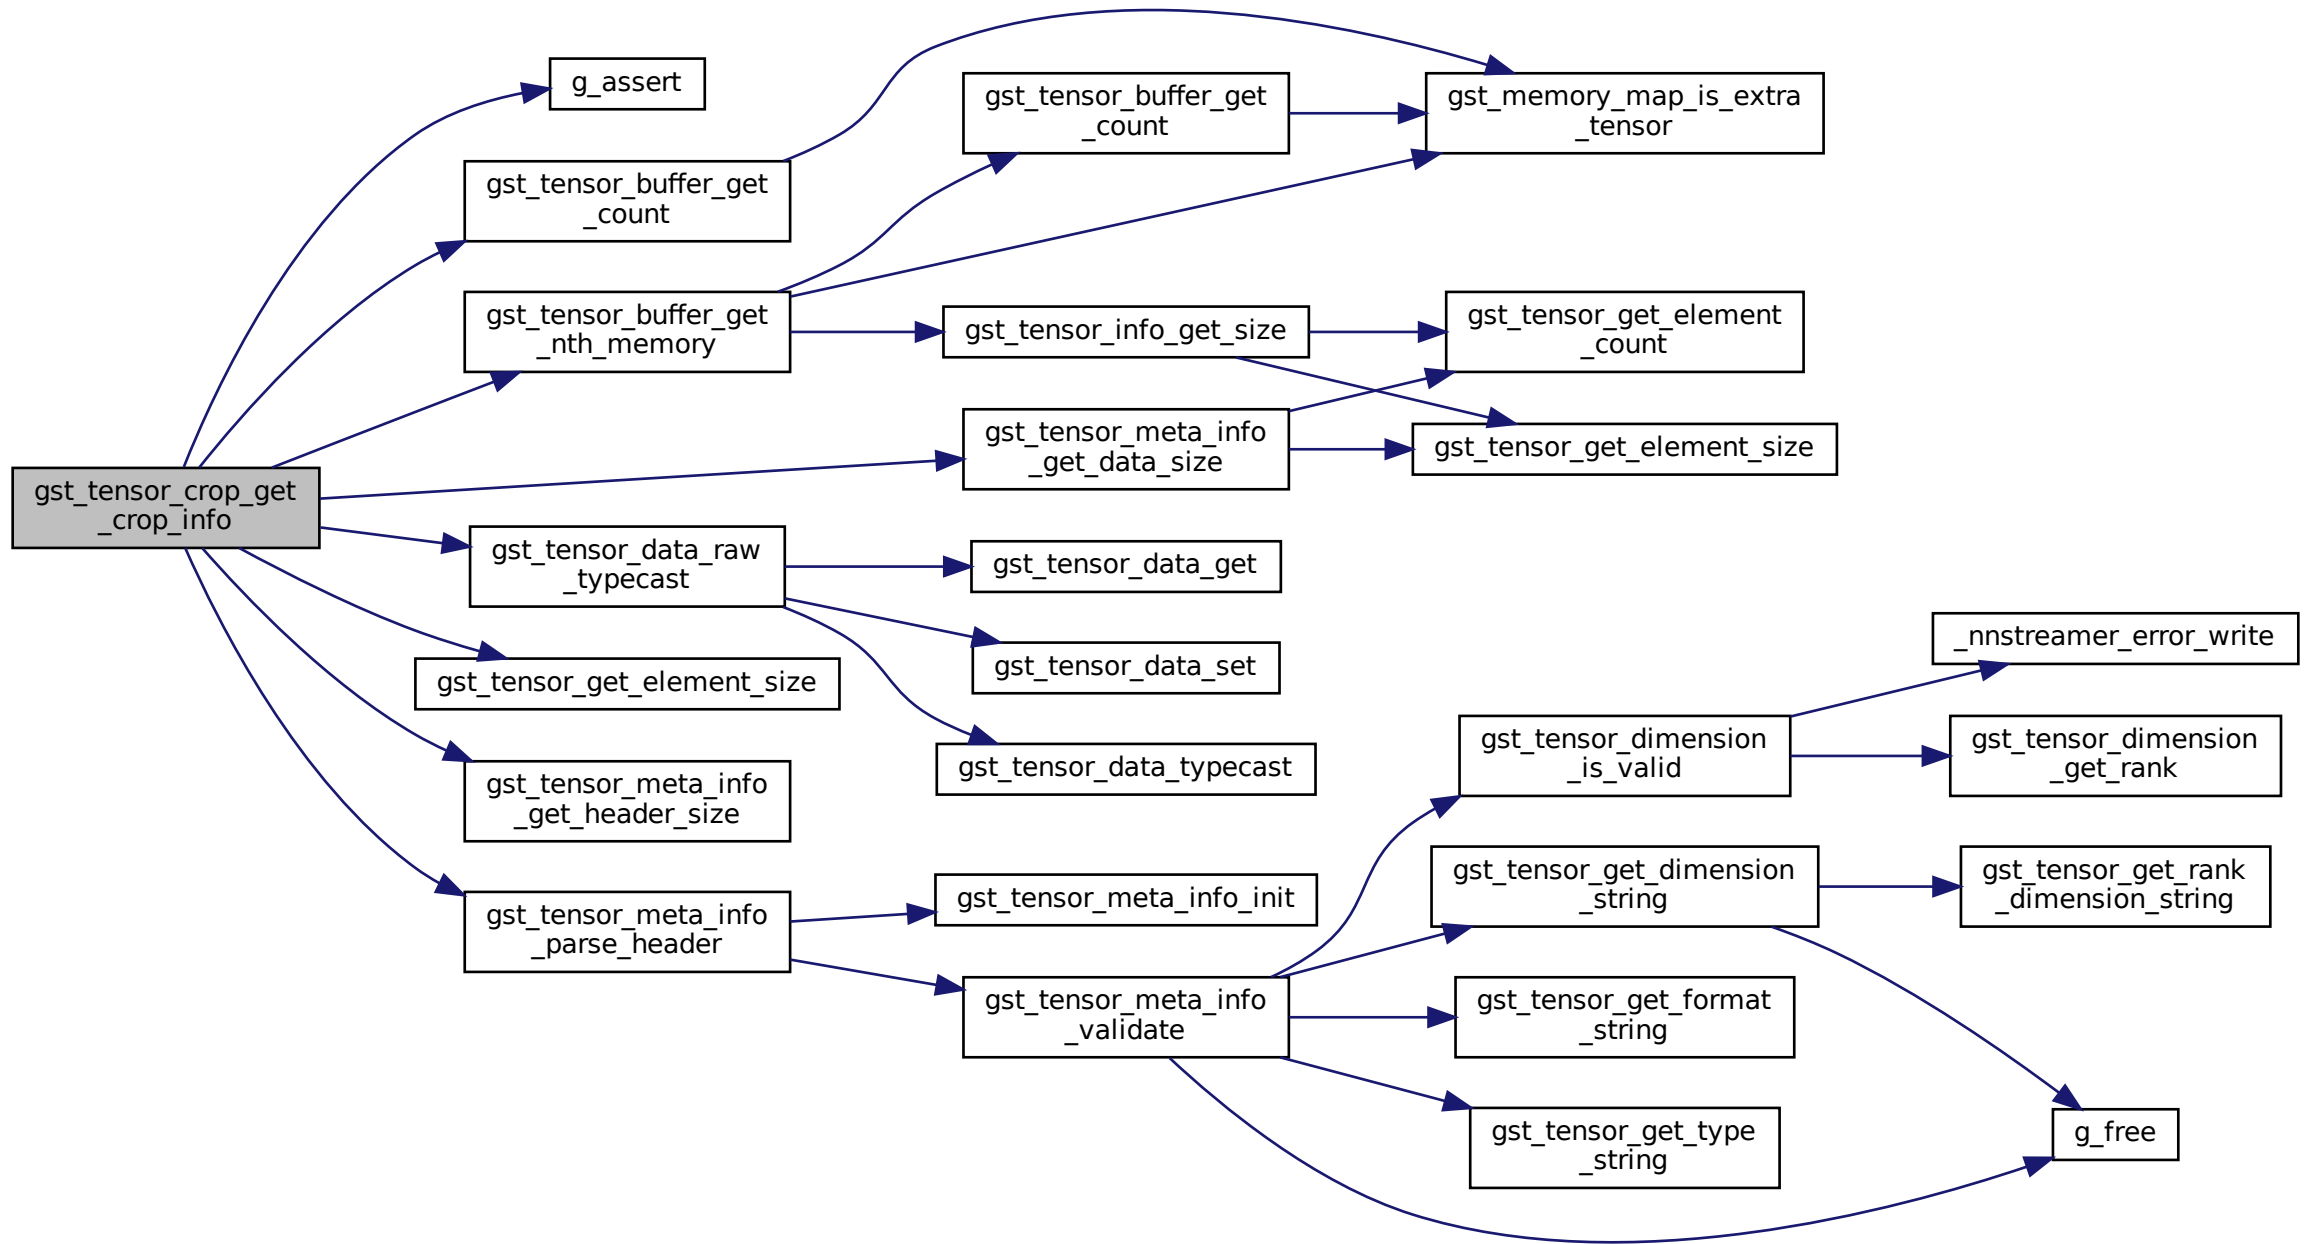 gst_tensor_crop_get
_crop_info
g_assert
gst_tensor_buffer_get
_count
gst_tensor_buffer_get
_nth_memory
gst_tensor_data_raw
_typecast
gst_tensor_get_element_size
gst_tensor_meta_info
_get_header_size
gst_tensor_meta_info
_parse_header
gst_tensor_buffer_get
_count
gst_tensor_info_get_size
gst_tensor_meta_info
_get_data_size
gst_tensor_data_get
gst_tensor_data_set
gst_tensor_data_typecast
gst_tensor_meta_info_init
gst_tensor_meta_info
_validate
gst_memory_map_is_extra
_tensor
gst_tensor_get_element
_count
gst_tensor_get_element_size
gst_tensor_dimension
_is_valid
gst_tensor_get_dimension
_string
gst_tensor_get_format
_string
gst_tensor_get_type
_string
_nnstreamer_error_write
gst_tensor_dimension
_get_rank
gst_tensor_get_rank
_dimension_string
g_free